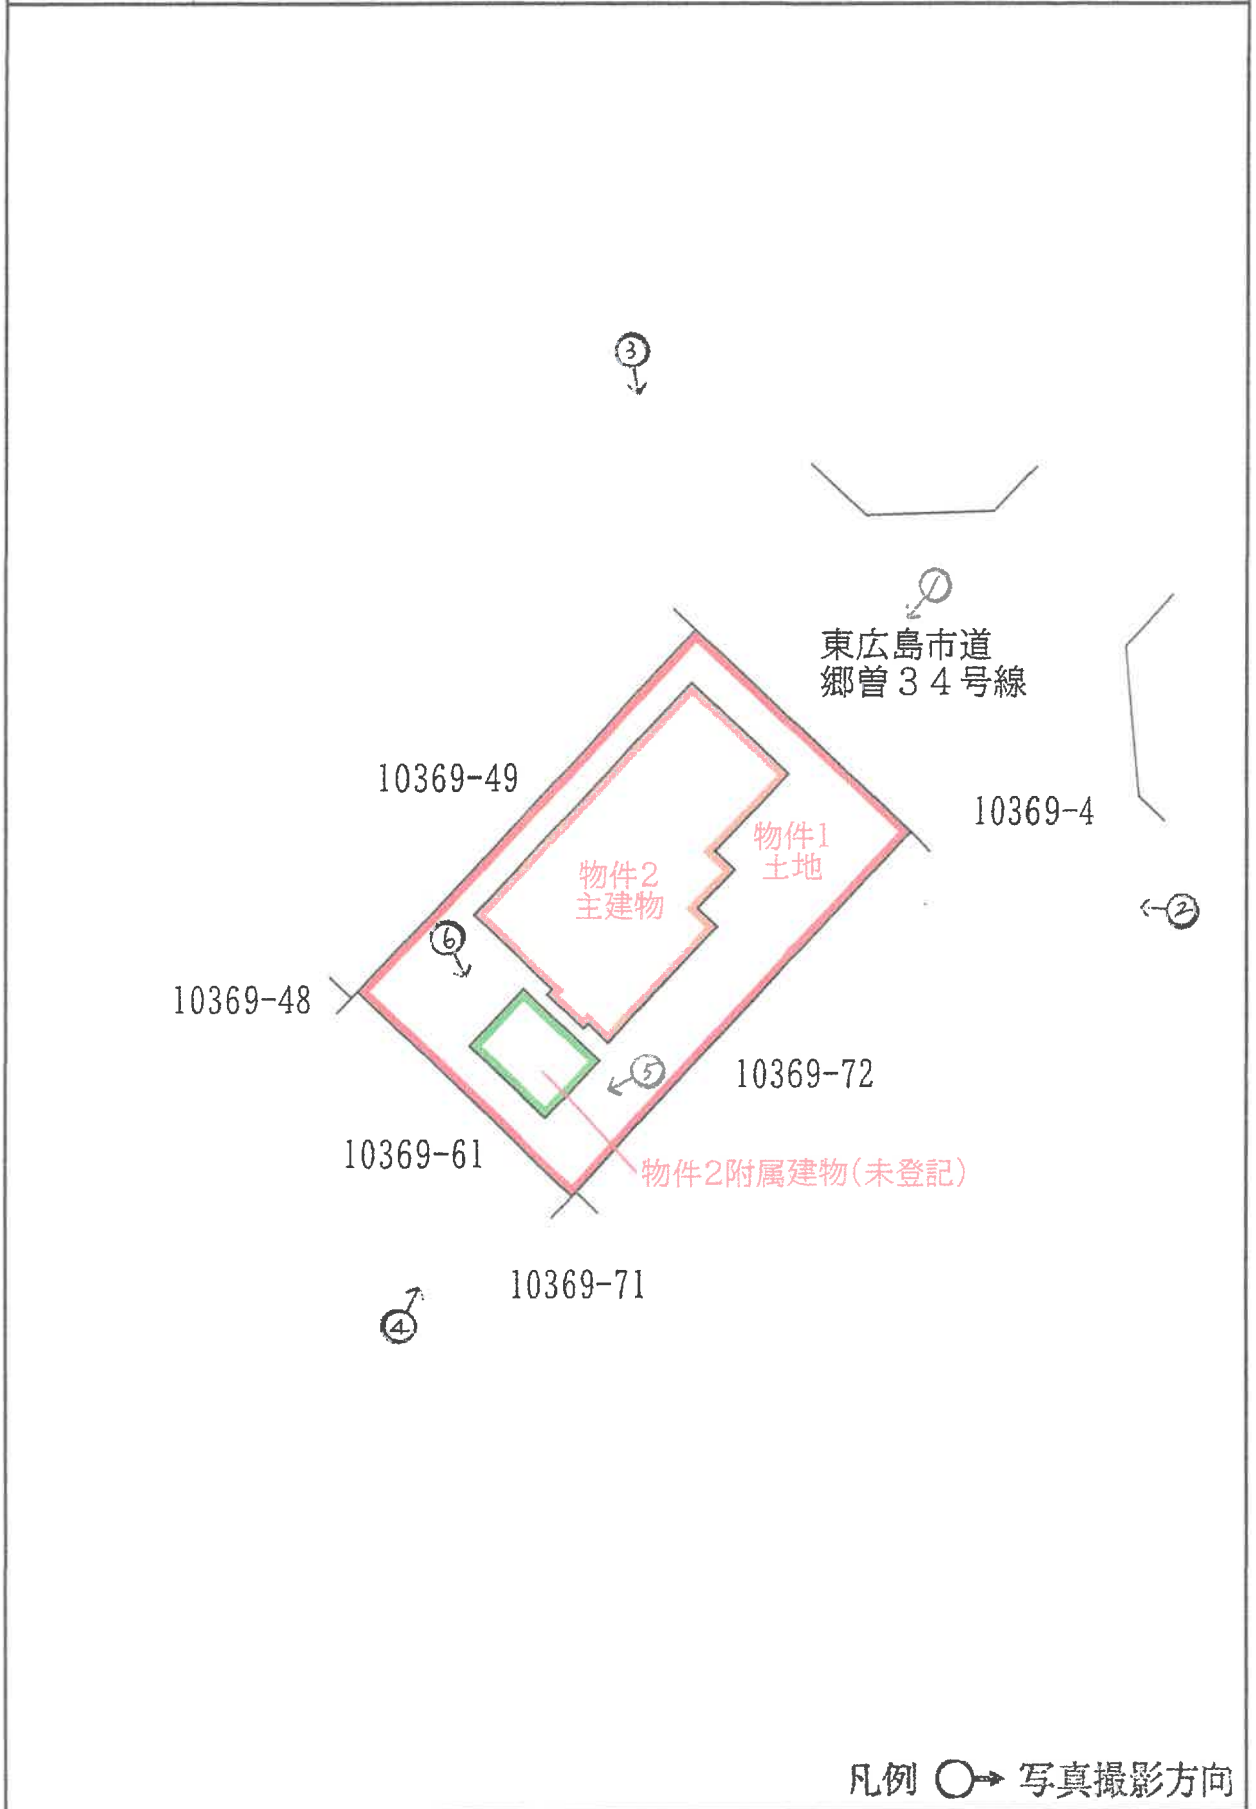 ③
①
東広島市道
郷曽３４号線
10369-49
10369-4
物件1
土地
物件2
主建物
②
⑥
10369-48
⑤
10369-72
10369-61
物件2附属建物(未登記)
10369-71
④
凡例 ○→ 写真撮影方向